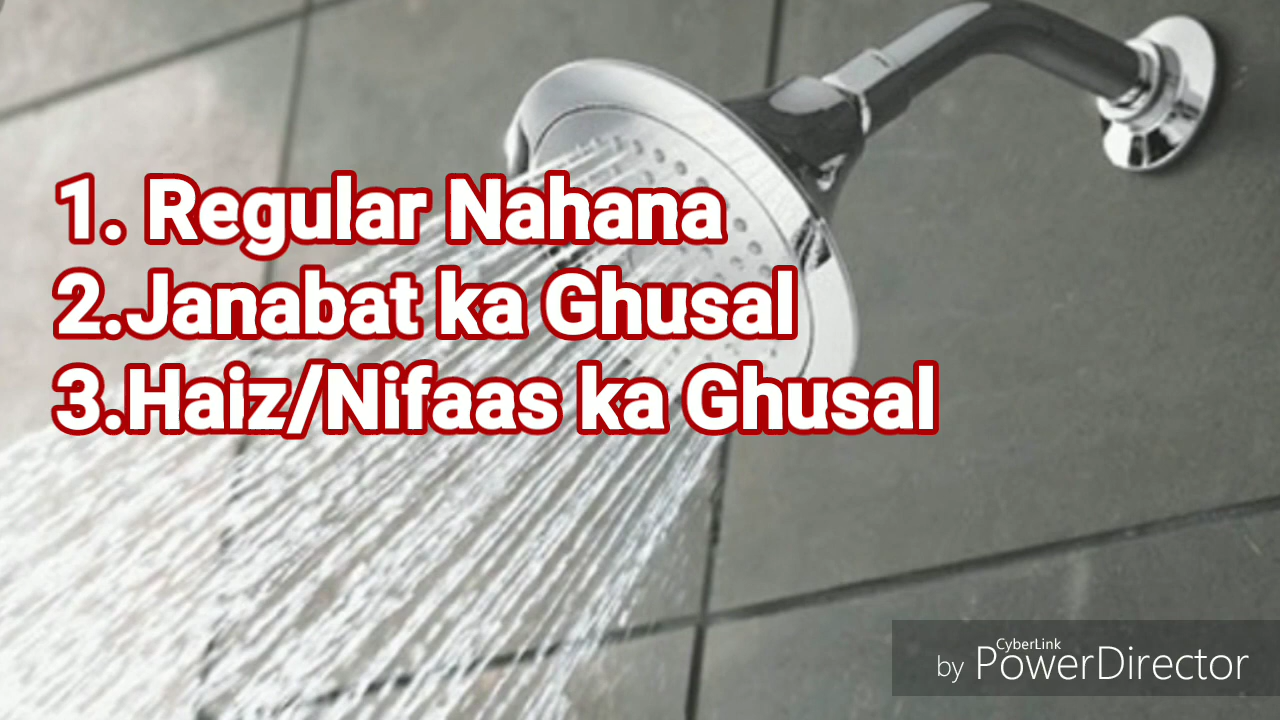 1. Regular Nahana
2.Janabat ka Ghusal
3.Haiz/Nifaas ka Ghusal
CyberLink
by PowerDirector